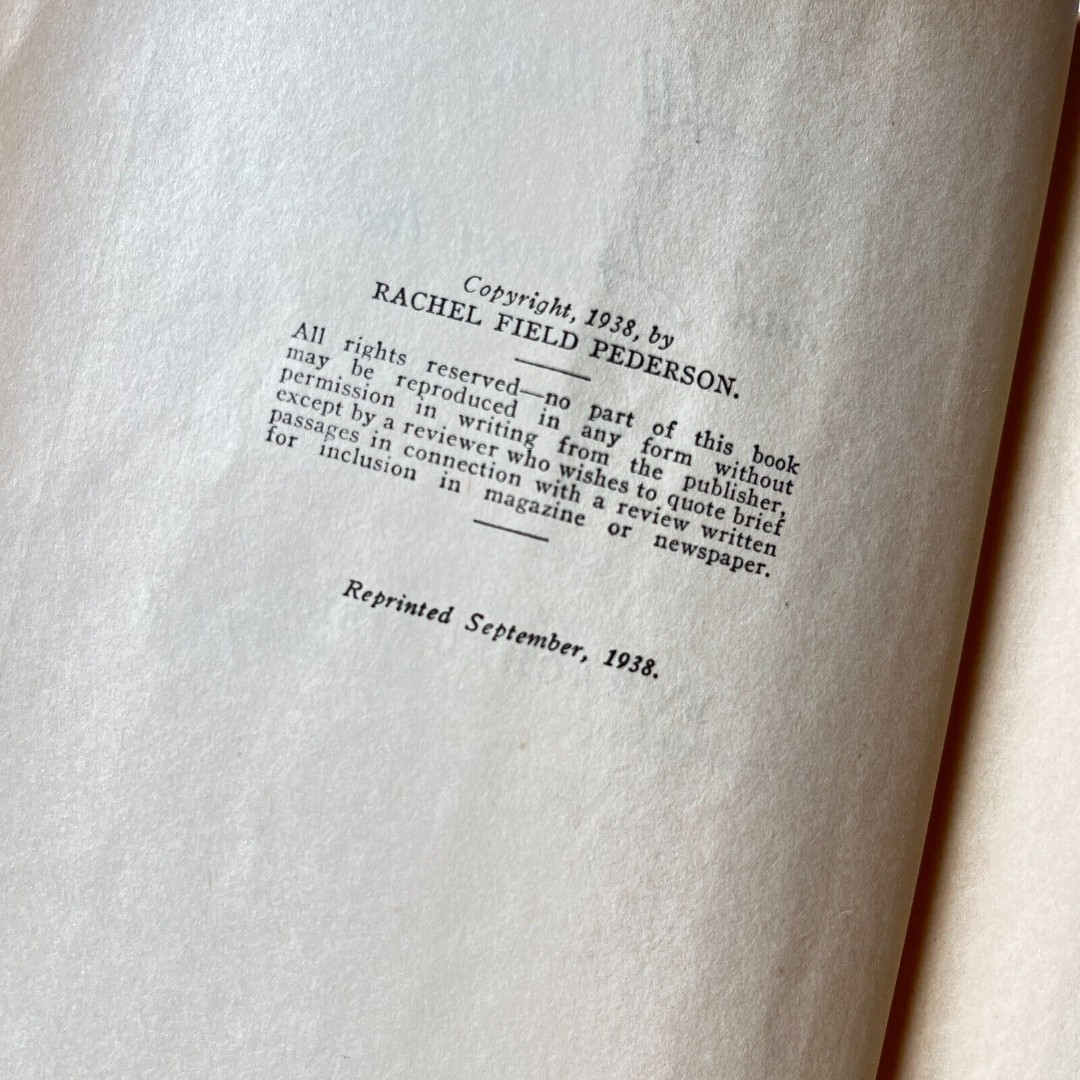 Copyright, 1938, by
RACHEL FIELD PEDERSON.
All rights reserved—no part of this book
may be reproduced in any form without
permission in writing from the publisher,
except by a reviewer who wishes to quote brief
passages in connection with a review written
for inclusion in magazine or newspaper.
Reprinted September, 1938.